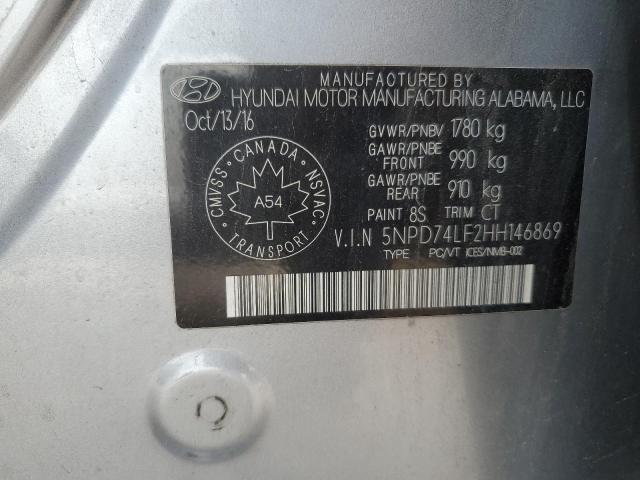 MANUFACTURED BY
HYUNDAI MOTOR MANUFACTURING ALABAMA, LLC
Oct/13/16
GVWR/PNBV 1780 kg
GAWR/PNBE FRONT 990 kg
GAWR/PNBE REAR 910 kg
PAINT 8S TRIM CT
V.I.N 5NPD74LF2HH146869
TYPE PC/VT ICES/NMB-002
CMVSS • CANADA • NSVAC • TRANSPORT •
A54